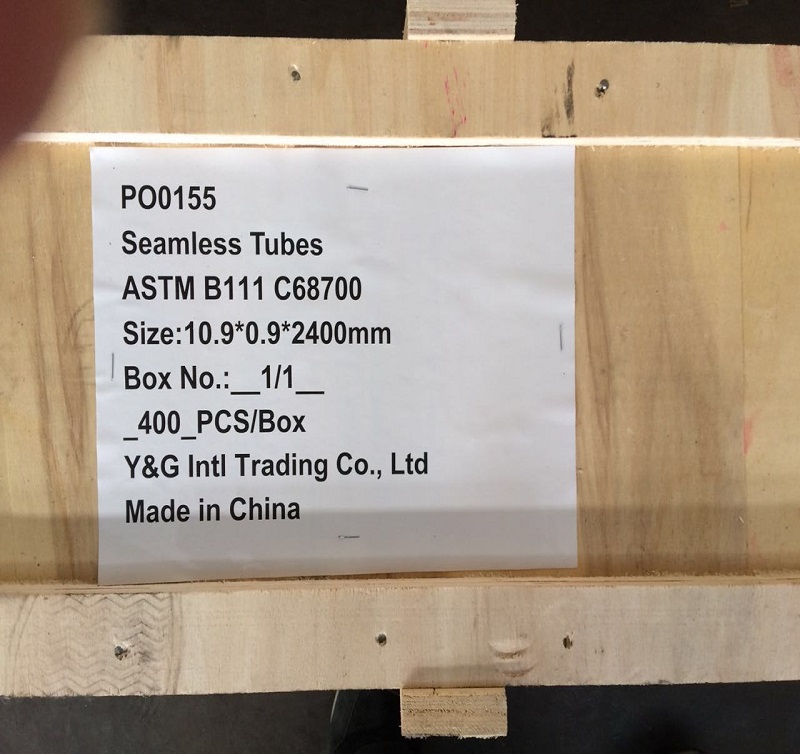 PO0155
Seamless Tubes
ASTM B111 C68700
Size:10.9*0.9*2400mm
Box No.:__1/1__
_400_PCS/Box
Y&G Intl Trading Co., Ltd
Made in China